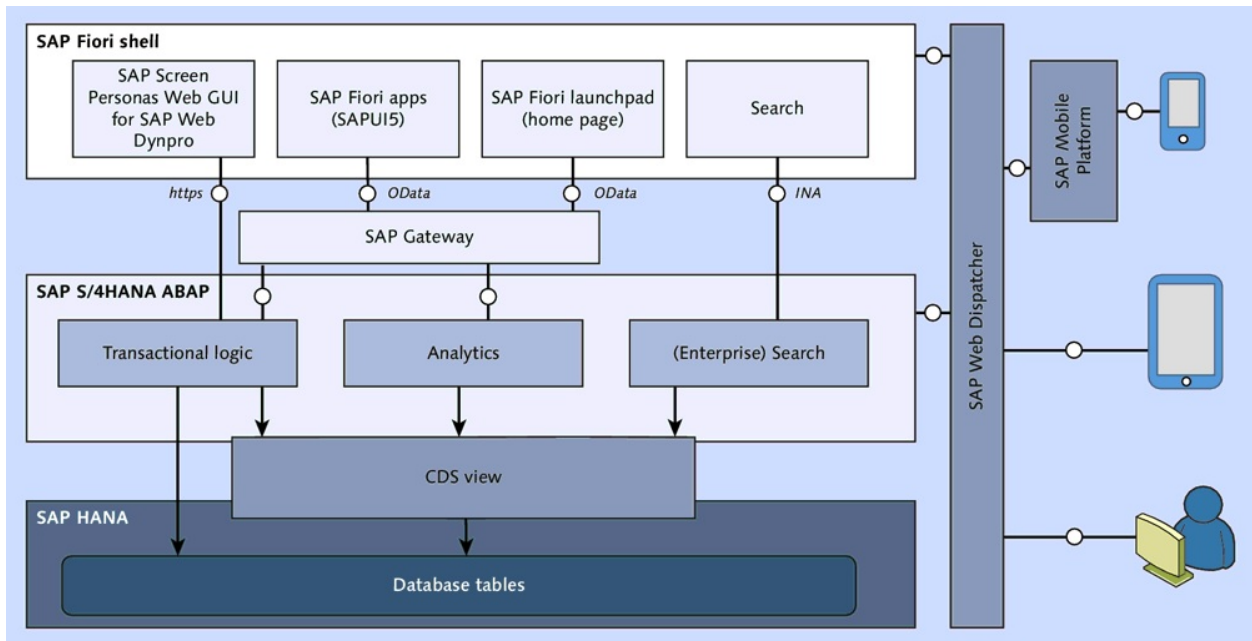 SAP Fiori shell
SAP Screen
Personas Web GUI
for SAP Web
Dynpro
SAP Fiori apps
(SAPUI5)
SAP Fiori launchpad
(home page)
Search
https
OData
OData
INA
SAP Gateway
SAP S/4HANA ABAP
Transactional logic
Analytics
(Enterprise) Search
CDS view
SAP HANA
Database tables
SAP Web Dispatcher
SAP Mobile
Platform